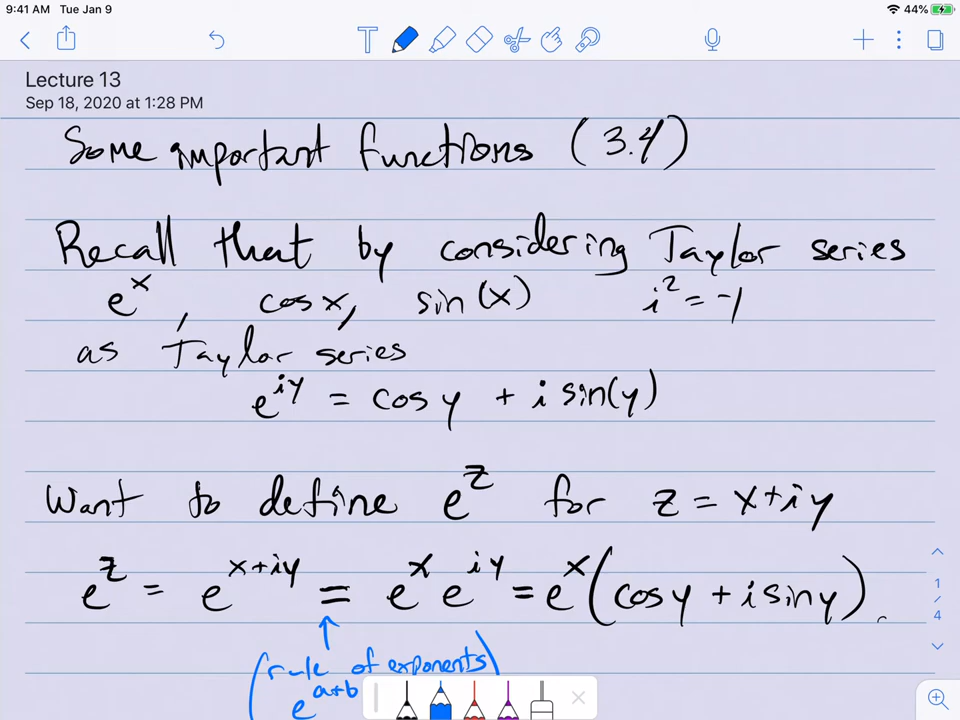 9:41 AM Tue Jan 9
44%
Lecture 13
Sep 18, 2020 at 1:28 PM
Some important functions (3.4)
Recall that by considering Taylor series
e^x, cos x, sin(x) i^2 = -1
as Taylor series
e^{iy} = cos y + i sin(y)
Want to define e^z for z = x+iy
e^z = e^{x+iy} = e^x e^{iy} = e^x (cos y + i sin y)
1
/
4
↑
(rule of exponents)
e^{a+b}